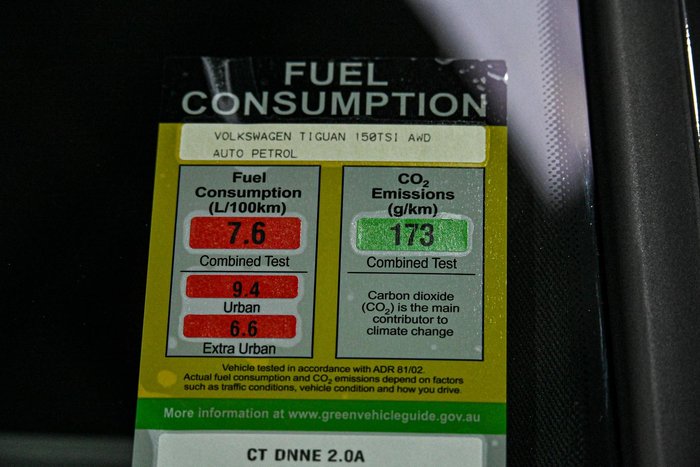 FUEL
CONSUMPTION
VOLKSWAGEN TIGUAN 150TSI AWD
AUTO PETROL
Fuel
Consumption
(L/100km)
7.6
Combined Test
9.4
Urban
6.6
Extra Urban
CO₂
Emissions
(g/km)
173
Combined Test
Carbon dioxide
(CO₂) is the main
contributor to
climate change
Vehicle tested in accordance with ADR 81/02.
Actual fuel consumption and CO₂ emissions depend on factors
such as traffic conditions, vehicle condition and how you drive.
More information at www.greenvehicleguide.gov.au
CT DNNE 2.0A